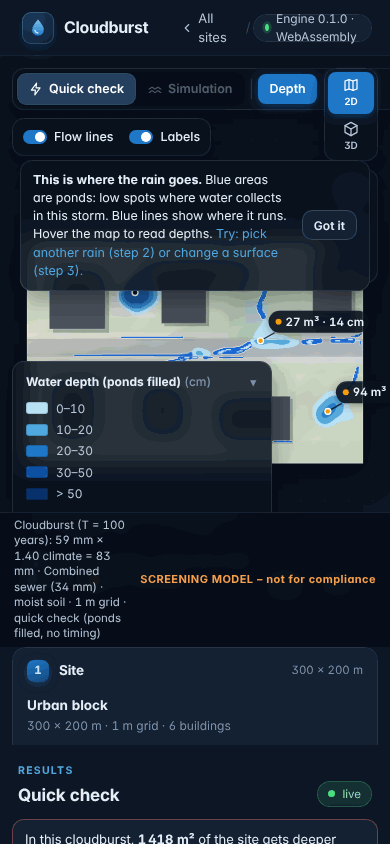 Cloudburst
All sites
/
Engine 0.1.0 · WebAssembly
Quick check
Simulation
Depth
2D
3D
Flow lines
Labels
This is where the rain goes. Blue areas
are ponds: low spots where water collects
in this storm. Blue lines show where it runs.
Hover the map to read depths. Try: pick
another rain (step 2) or change a surface
(step 3).
Got it
27 m³ · 14 cm
94 m³
Water depth (ponds filled) (cm)
0–10
10–20
20–30
30–50
> 50
Cloudburst (T = 100
years): 59 mm ×
1.40 climate = 83
mm · Combined
sewer (34 mm) ·
moist soil · 1 m grid ·
quick check (ponds
filled, no timing)
SCREENING MODEL – not for compliance
1 Site
300 × 200 m
Urban block
300 × 200 m · 1 m grid · 6 buildings
RESULTS
Quick check
live
In this cloudburst, 1 418 m² of the site gets deeper